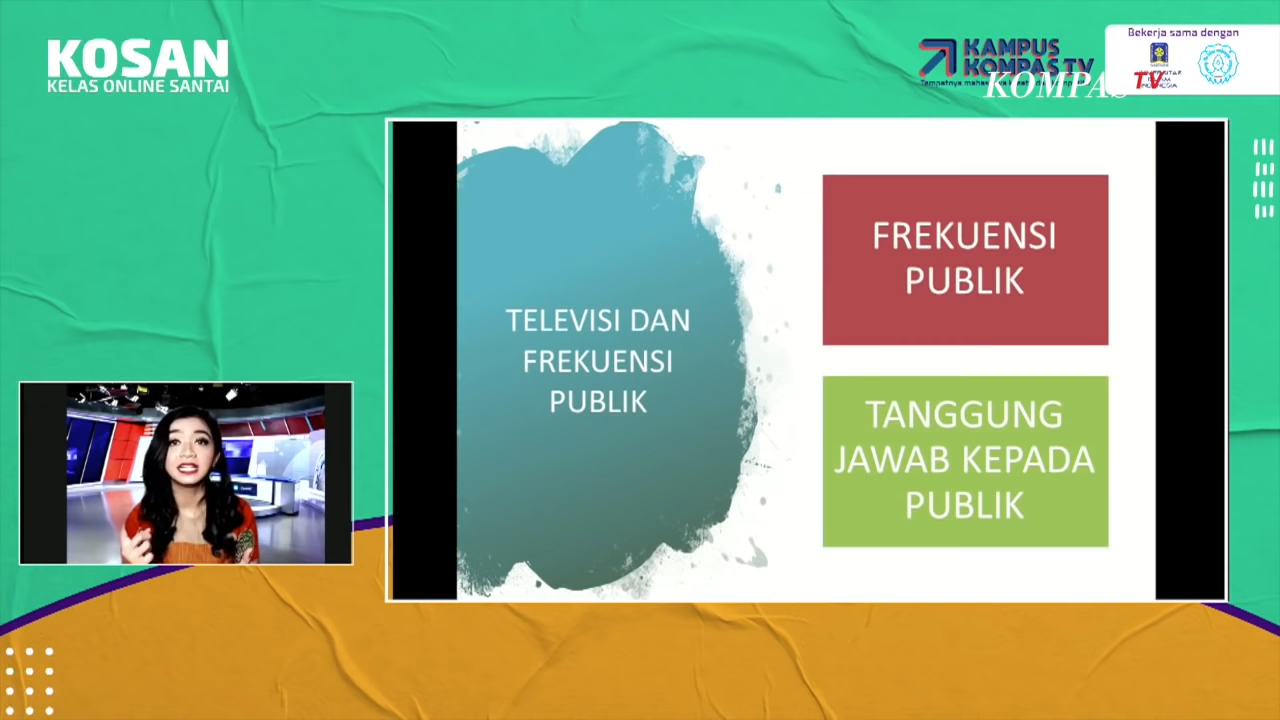 KOSAN
KELAS ONLINE SANTAI
KAMPUS
KOMPAS TV
KOMPAS TV
Bekerja sama dengan
TELEVISI DAN
FREKUENSI
PUBLIK
FREKUENSI
PUBLIK
TANGGUNG
JAWAB KEPADA
PUBLIK